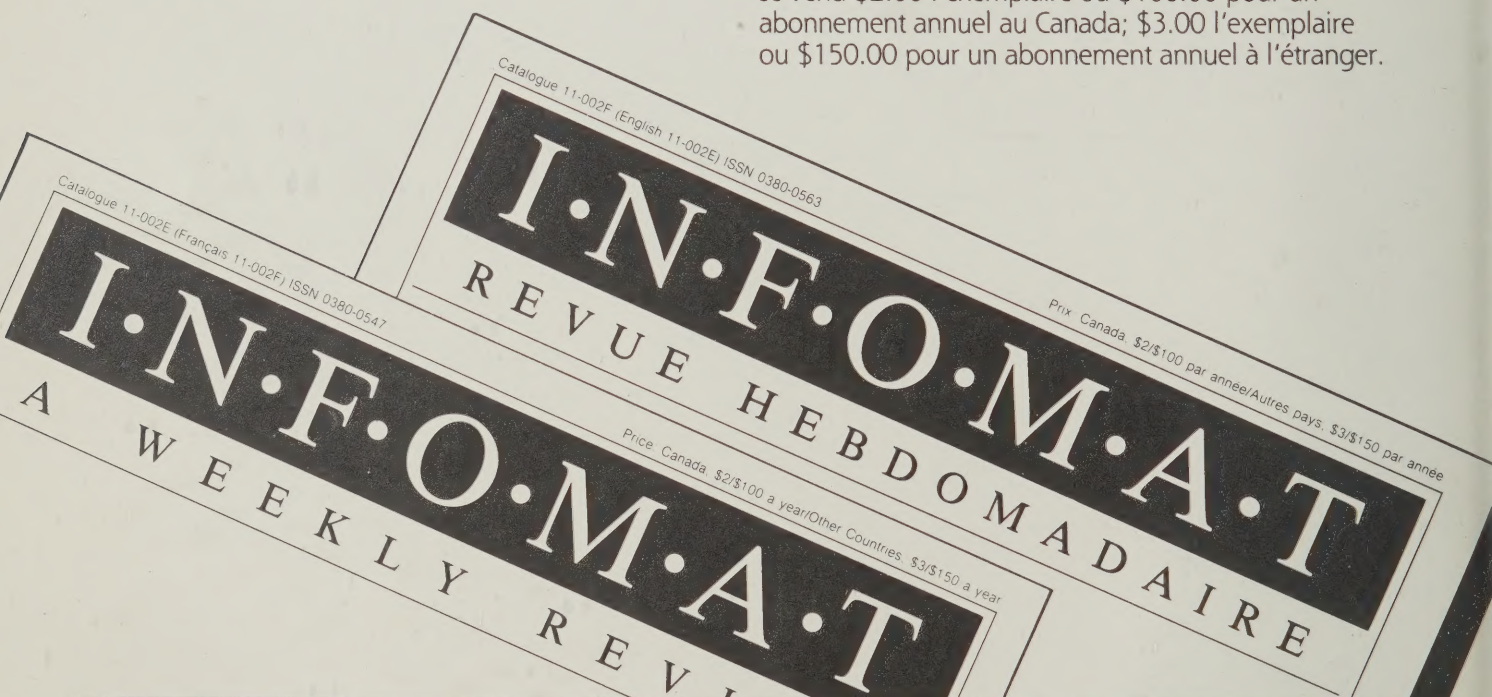 abonnement annuel au Canada; $3.00 l'exemplaire
ou $150.00 pour un abonnement annuel à l'étranger.
Catalogue 11-002F (English 11-002E) ISSN 0380-0563
I·N·F·O·M·A·T
REVUE HEBDOMADAIRE
Prix: Canada, $2/$100 par année/Autres pays, $3/$150 par année
Catalogue 11-002E (Français 11-002F) ISSN 0380-0547
I·N·F·O·M·A·T
A WEEKLY
Price: Canada, $2/$100 a year/Other Countries, $3/$150 a year